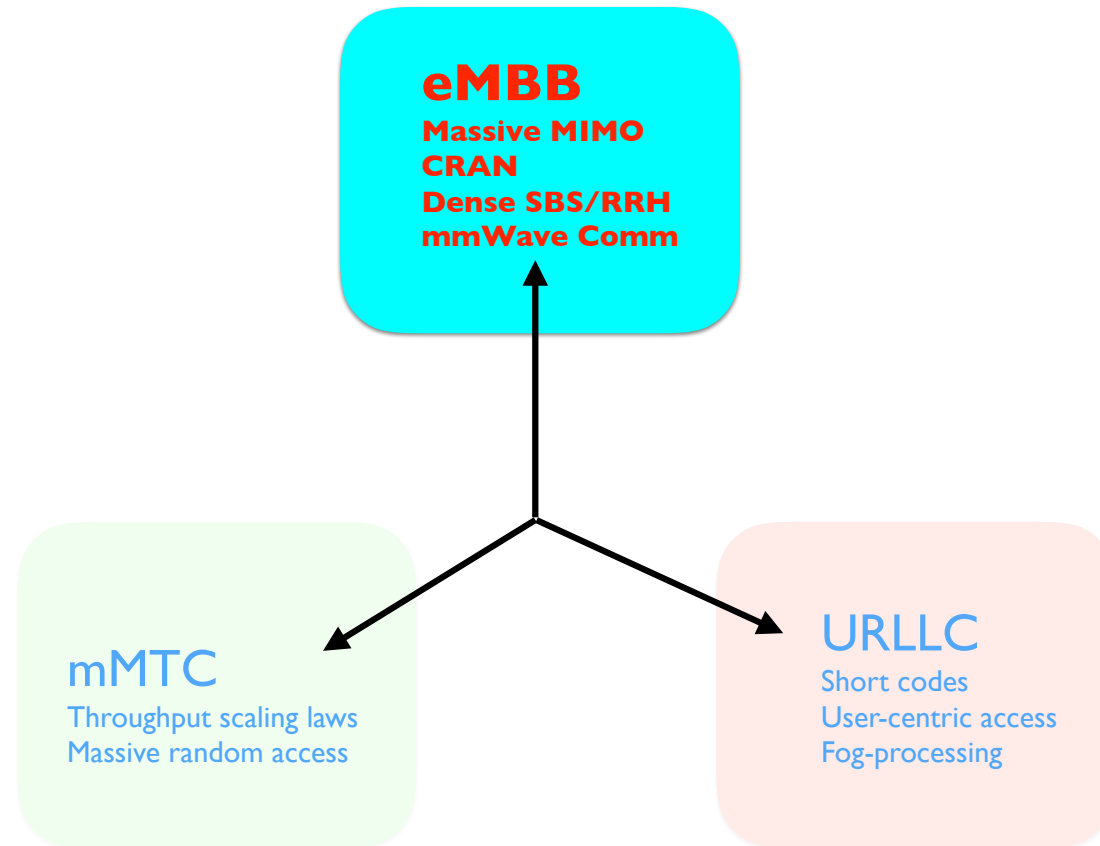 eMBB
Massive MIMO
CRAN
Dense SBS/RRH
mmWave Comm
mMTC
Throughput scaling laws
Massive random access
URLLC
Short codes
User-centric access
Fog-processing